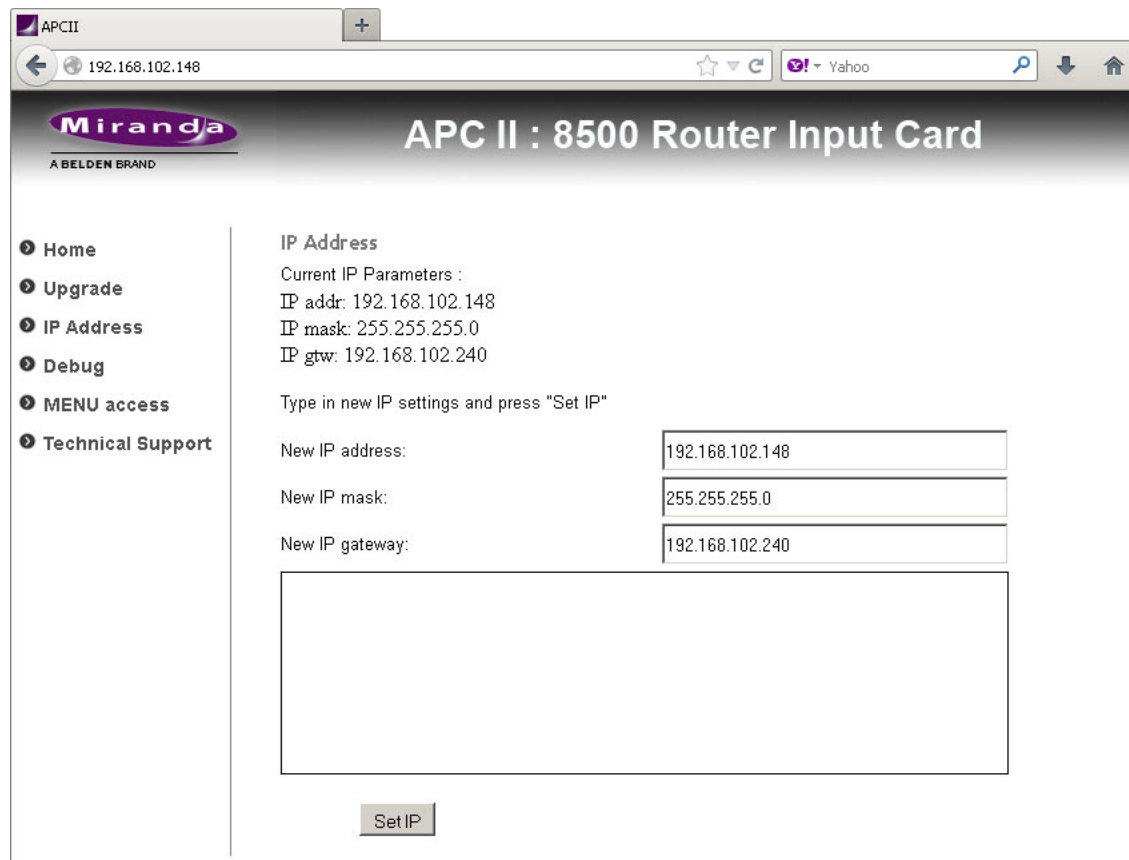 APCII
+
192.168.102.148
Y! Yahoo
Miranda
A BELDEN BRAND
APC II : 8500 Router Input Card
Home
Upgrade
IP Address
Debug
MENU access
Technical Support
IP Address
Current IP Parameters :
IP addr: 192.168.102.148
IP mask: 255.255.255.0
IP gtw: 192.168.102.240
Type in new IP settings and press "Set IP"
New IP address: 192.168.102.148
New IP mask: 255.255.255.0
New IP gateway: 192.168.102.240
Set IP